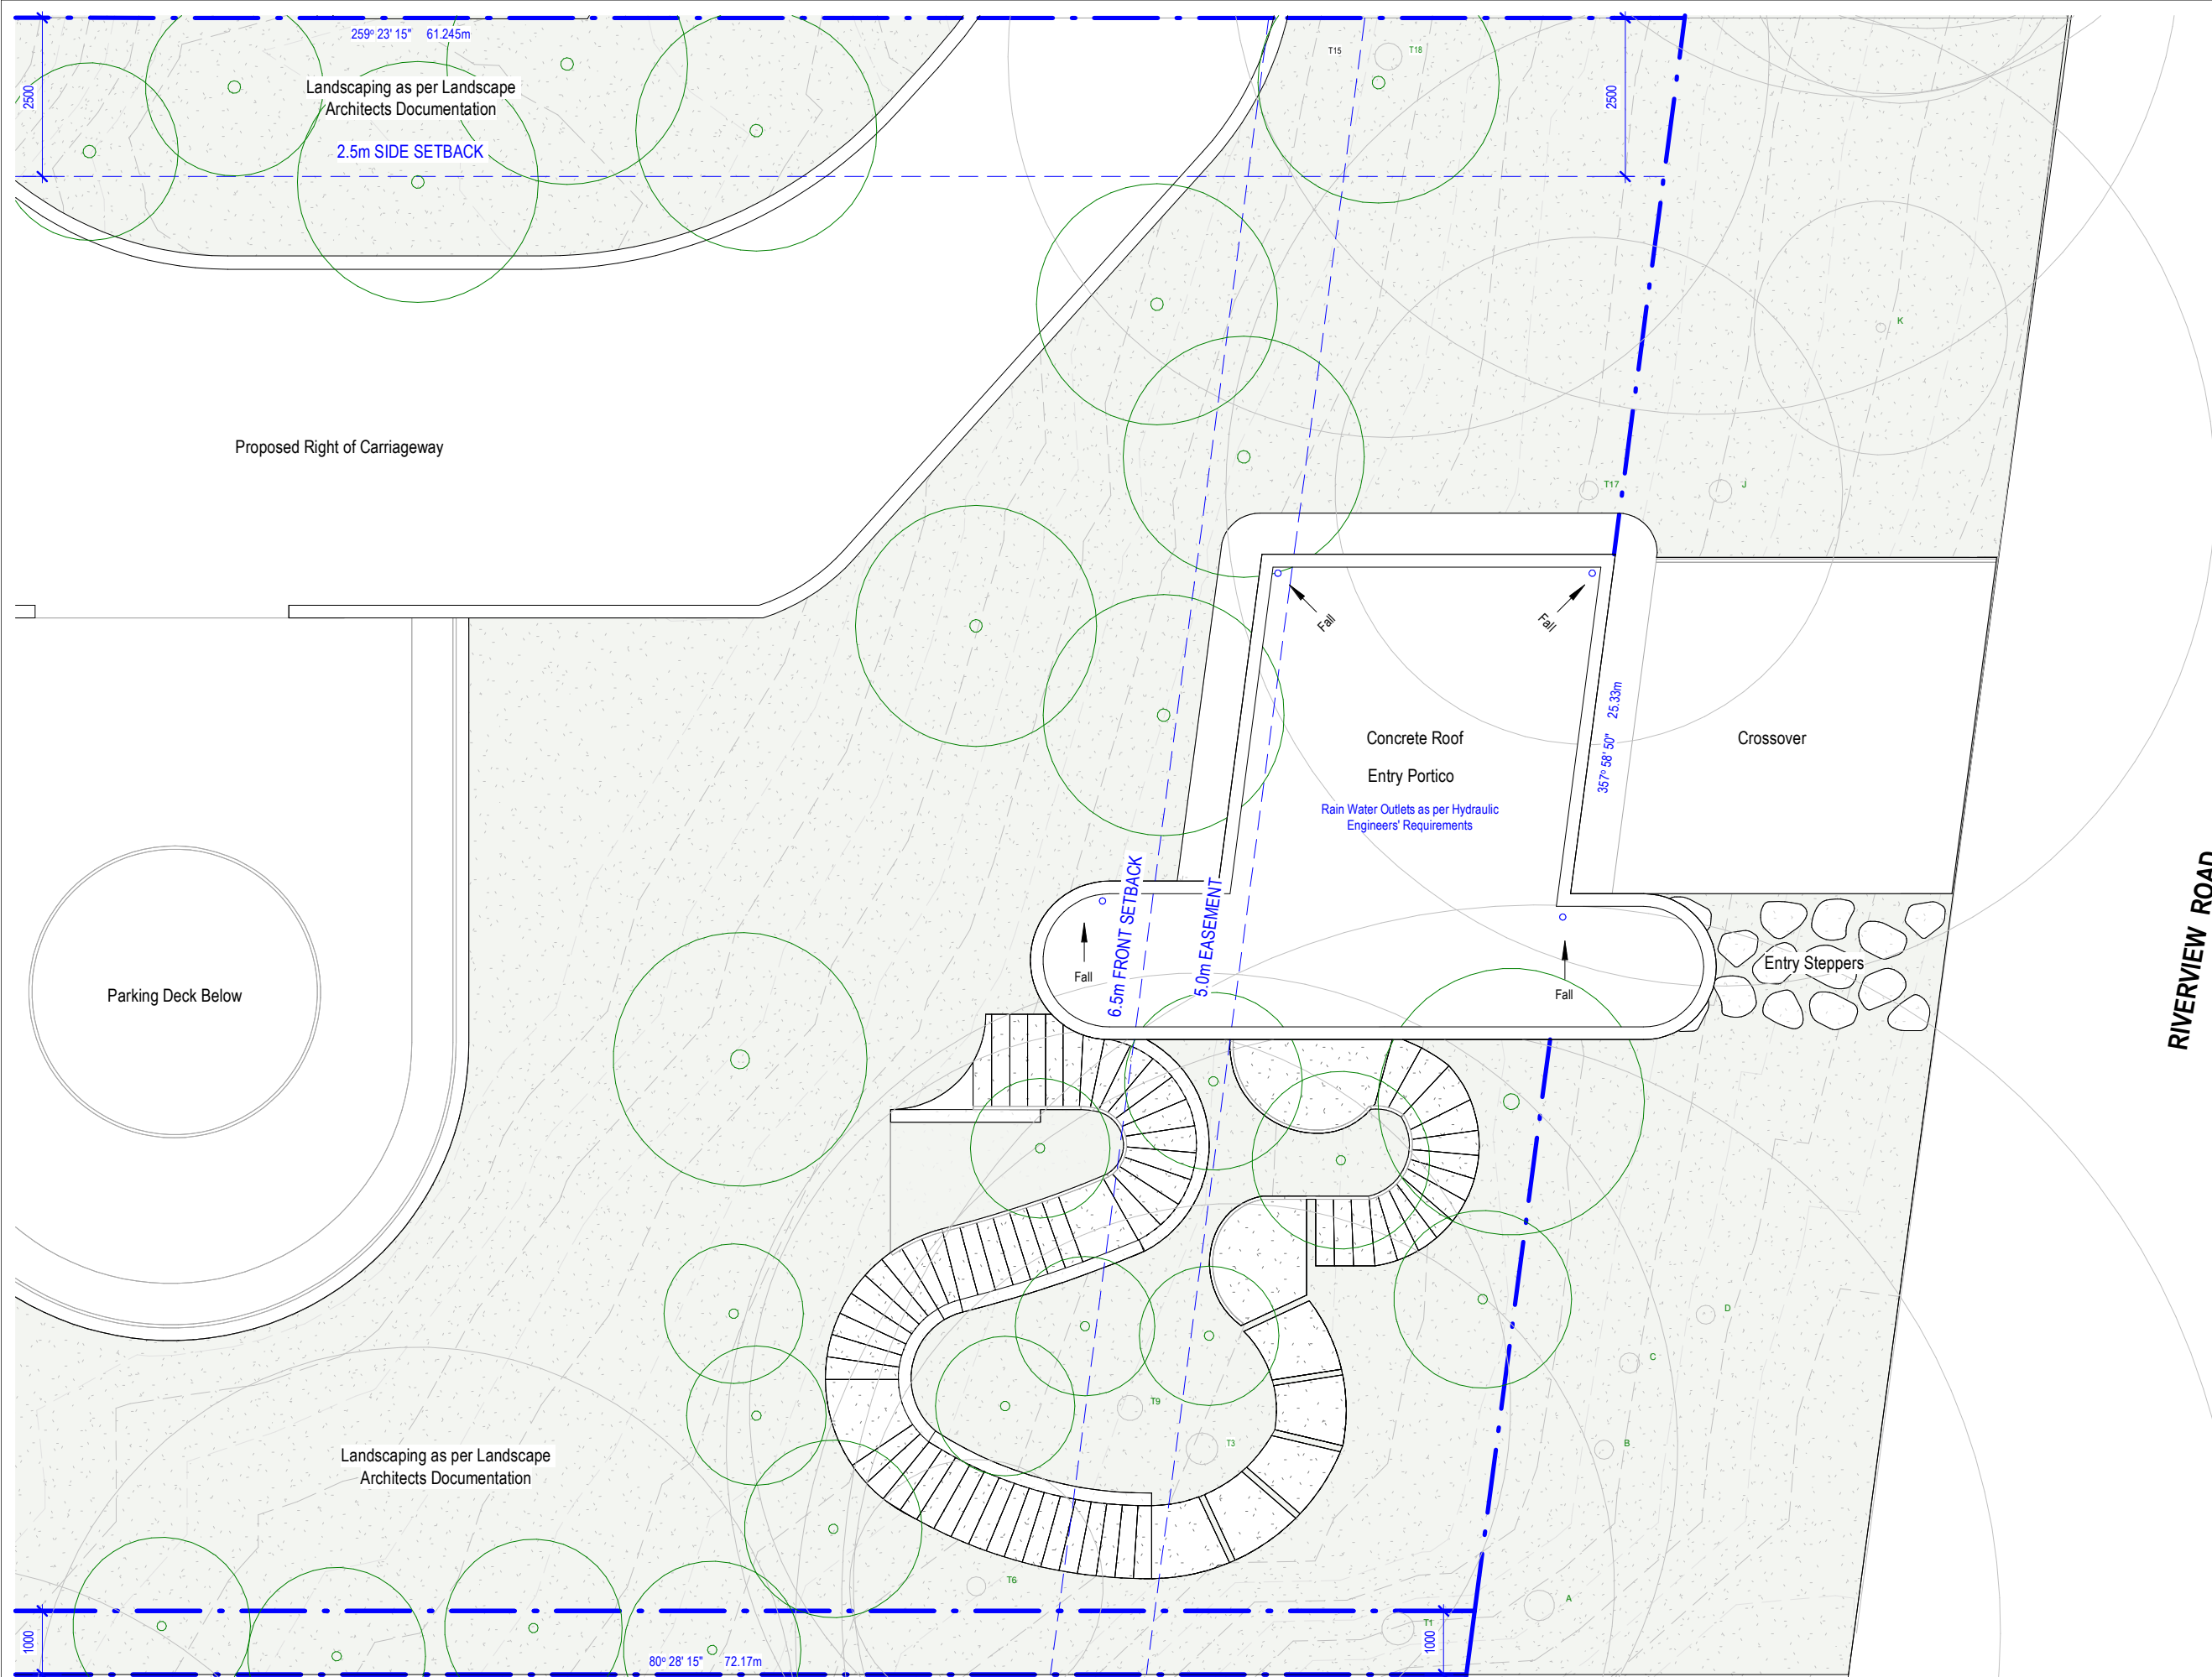 259º 23' 15" 61.245m
T15
T18
2500
Landscaping as per Landscape
Architects Documentation
2500
2.5m SIDE SETBACK
K
Proposed Right of Carriageway
T17
J
Fall
Fall
357º 58' 50" 25.33m
Concrete Roof
Crossover
Entry Portico
Rain Water Outlets as per Hydraulic
Engineers' Requirements
6.5m FRONT SETBACK
5.0m EASEMENT
RIVERVIEW ROAD
Entry Steppers
Fall
Fall
Parking Deck Below
D
C
T9
T3
B
Landscaping as per Landscape
Architects Documentation
T6
A
T1
1000
1000
80º 28' 15" 72.17m